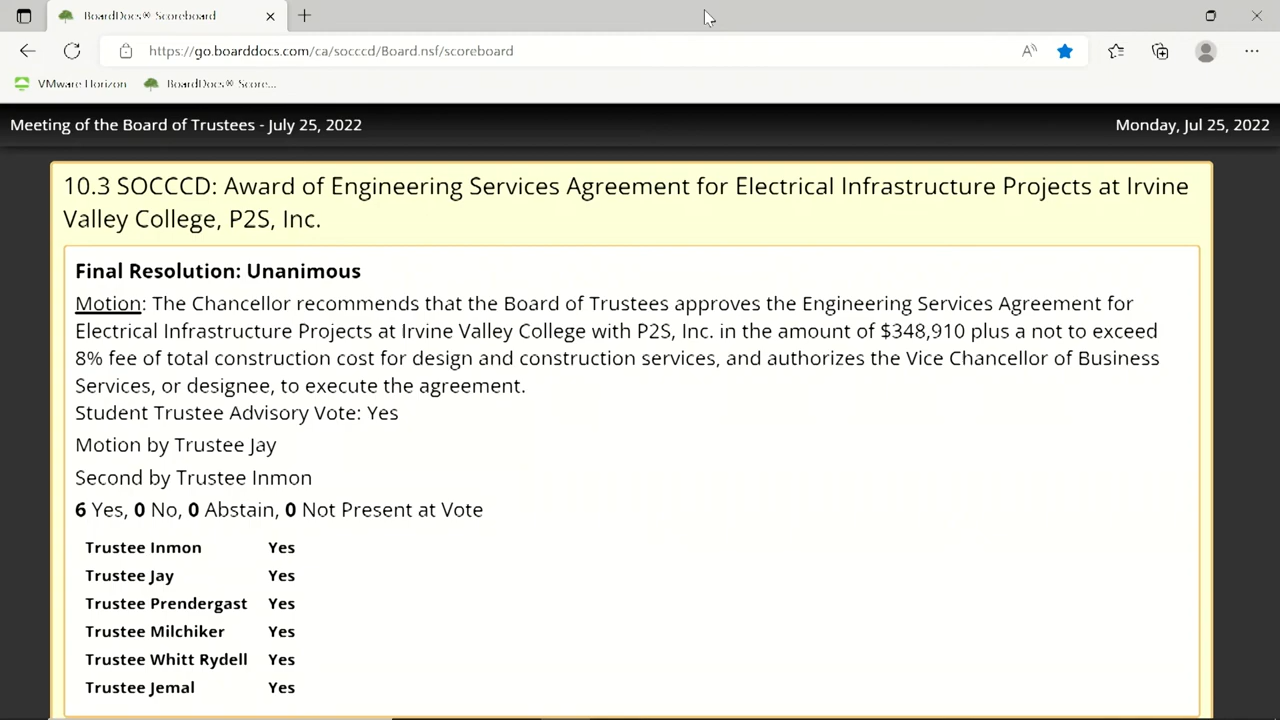 BoardDocs® Scoreboard
https://go.boarddocs.com/ca/socccd/Board.nsf/scoreboard
VMware Horizon BoardDocs® Score...
Meeting of the Board of Trustees - July 25, 2022 Monday, Jul 25, 2022
10.3 SOCCCD: Award of Engineering Services Agreement for Electrical Infrastructure Projects at Irvine
Valley College, P2S, Inc.
Final Resolution: Unanimous
Motion: The Chancellor recommends that the Board of Trustees approves the Engineering Services Agreement for
Electrical Infrastructure Projects at Irvine Valley College with P2S, Inc. in the amount of $348,910 plus a not to exceed
8% fee of total construction cost for design and construction services, and authorizes the Vice Chancellor of Business
Services, or designee, to execute the agreement.
Student Trustee Advisory Vote: Yes
Motion by Trustee Jay
Second by Trustee Inmon
6 Yes, 0 No, 0 Abstain, 0 Not Present at Vote
Trustee Inmon Yes
Trustee Jay Yes
Trustee Prendergast Yes
Trustee Milchiker Yes
Trustee Whitt Rydell Yes
Trustee Jemal Yes